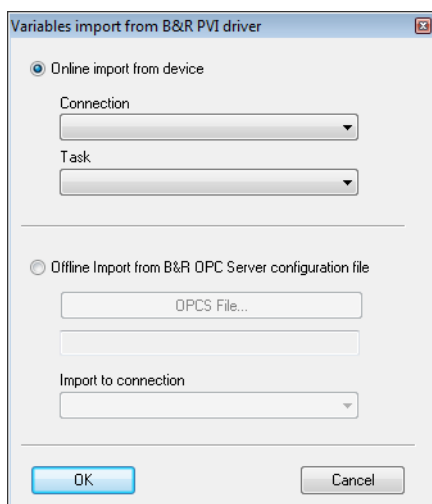 Variables import from B&R PVI driver
Online import from device
Connection
Task
Offline Import from B&R OPC Server configuration file
OPCS File...
Import to connection
OK
Cancel